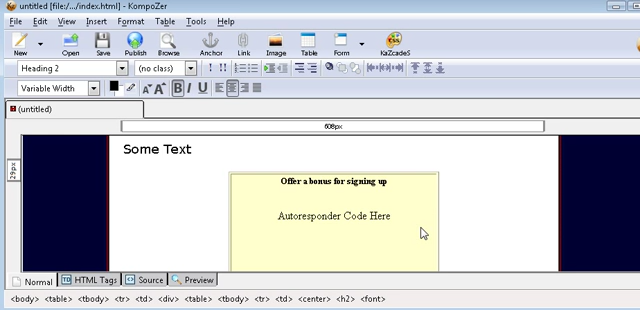 untitled [file:/.../index.html] - KompoZer
File Edit View Insert Format Table Tools Help
New Open Save Publish Browse Anchor Link Image Table Form KaZcadeS
Heading 2 (no class)
Variable Width B I U
(untitled)
608px
Some Text
29px
Offer a bonus for signing up
Autoresponder Code Here
Normal HTML Tags Source Preview
<body> <table> <tbody> <tr> <td> <div> <table> <tbody> <tr> <td> <center> <h2> <font>